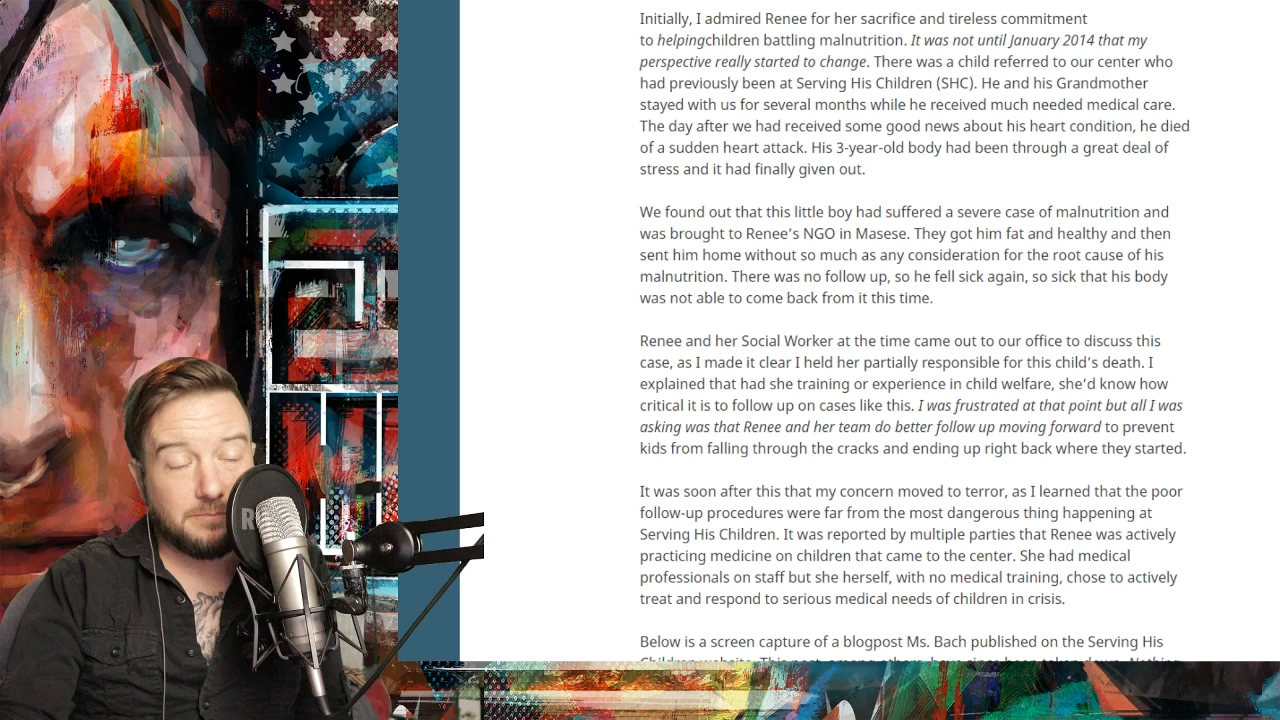 Initially, I admired Renee for her sacrifice and tireless commitment
to helpingchildren battling malnutrition. It was not until January 2014 that my
perspective really started to change. There was a child referred to our center who
had previously been at Serving His Children (SHC). He and his Grandmother
stayed with us for several months while he received much needed medical care.
The day after we had received some good news about his heart condition, he died
of a sudden heart attack. His 3-year-old body had been through a great deal of
stress and it had finally given out.
We found out that this little boy had suffered a severe case of malnutrition and
was brought to Renee’s NGO in Masese. They got him fat and healthy and then
sent him home without so much as any consideration for the root cause of his
malnutrition. There was no follow up, so he fell sick again, so sick that his body
was not able to come back from it this time.
Renee and her Social Worker at the time came out to our office to discuss this
case, as I made it clear I held her partially responsible for this child’s death. I
explained had she training or experience in child welfare, she’d know how
critical it is to follow up on cases like this. I was frustrated at that point but all I was
asking was that Renee and her team do better follow up moving forward to prevent
kids from falling through the cracks and ending up right back where they started.
It was soon after this that my concern moved to terror, as I learned that the poor
follow-up procedures were far from the most dangerous thing happening at
Serving His Children. It was reported by multiple parties that Renee was actively
practicing medicine on children that came to the center. She had medical
professionals on staff but she herself, with no medical training, chose to actively
treat and respond to serious medical needs of children in crisis.
Below is a screen capture of a blogpost Ms. Bach published on the Serving His
R